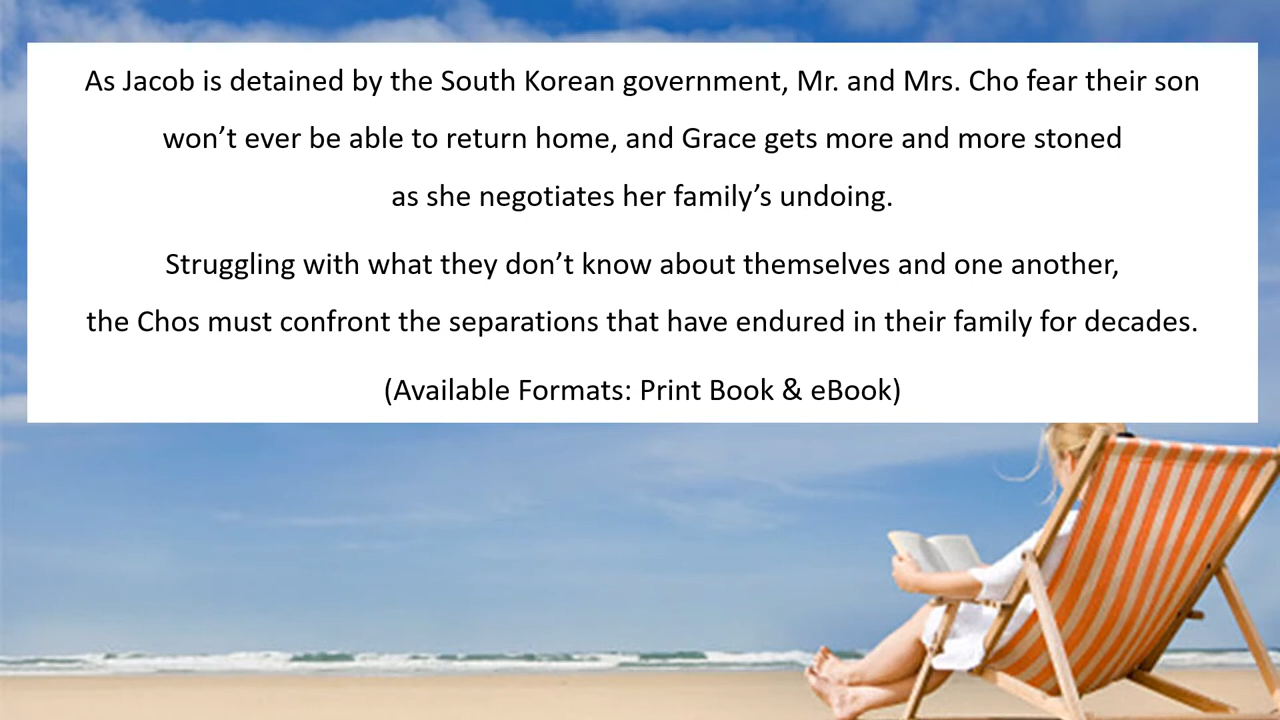 As Jacob is detained by the South Korean government, Mr. and Mrs. Cho fear their son
won’t ever be able to return home, and Grace gets more and more stoned
as she negotiates her family’s undoing.
Struggling with what they don’t know about themselves and one another,
the Chos must confront the separations that have endured in their family for decades.
(Available Formats: Print Book & eBook)